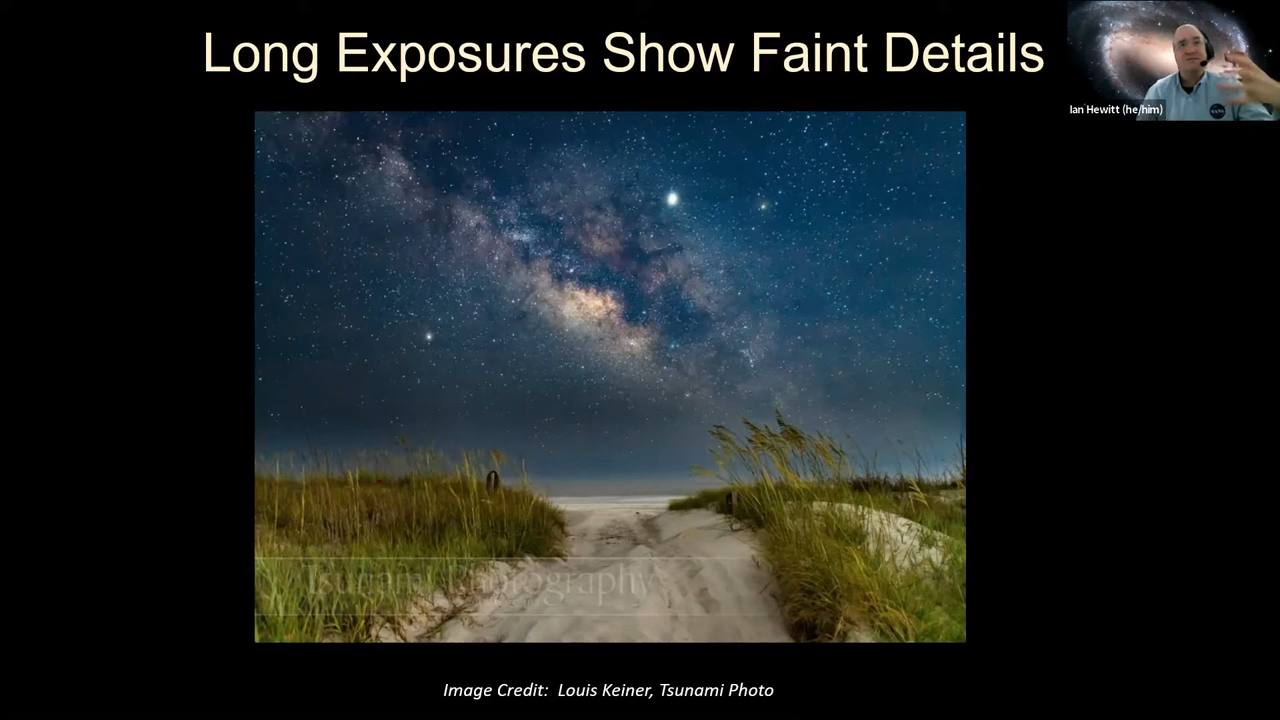 Long Exposures Show Faint Details
Ian Hewitt (he/him)
Tsunami Photography
Image Credit: Louis Keiner, Tsunami Photo